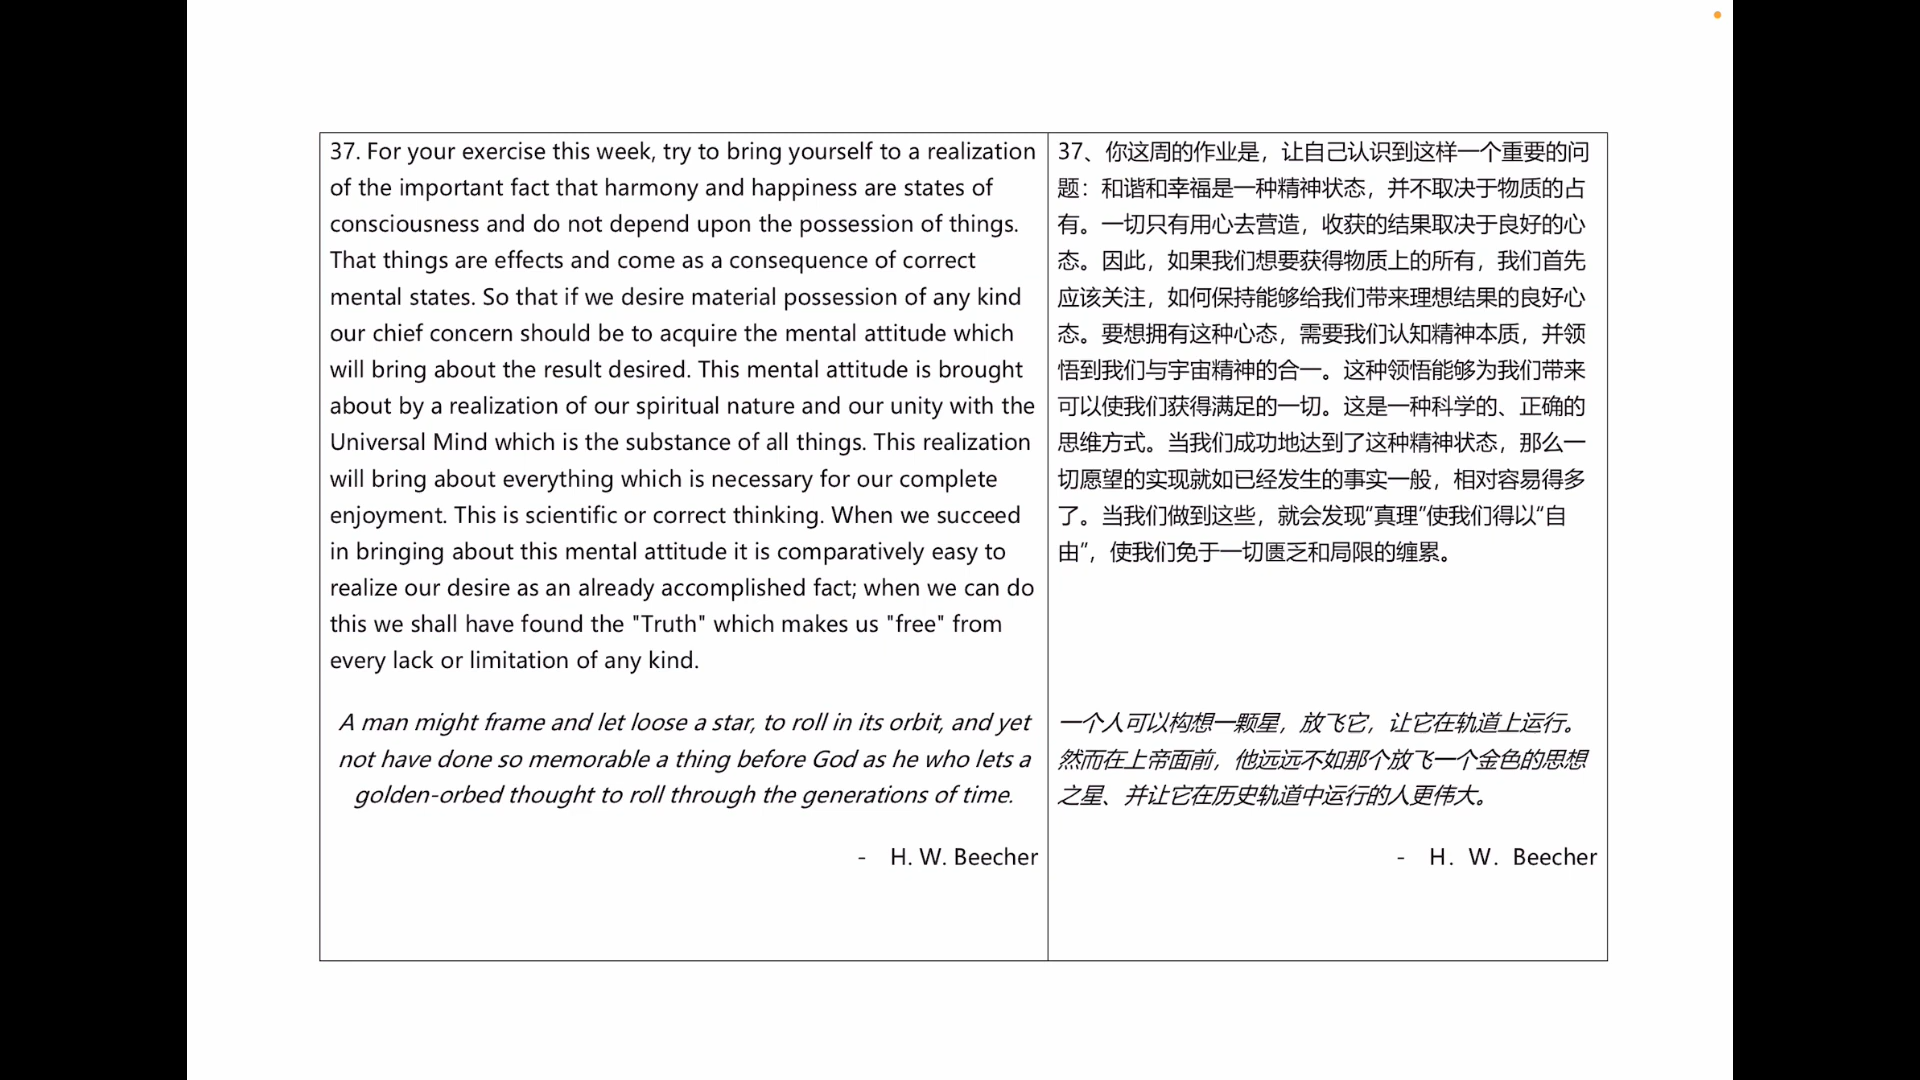 37. For your exercise this week, try to bring yourself to a realization
of the important fact that harmony and happiness are states of
consciousness and do not depend upon the possession of things.
That things are effects and come as a consequence of correct
mental states. So that if we desire material possession of any kind
our chief concern should be to acquire the mental attitude which
will bring about the result desired. This mental attitude is brought
about by a realization of our spiritual nature and our unity with the
Universal Mind which is the substance of all things. This realization
will bring about everything which is necessary for our complete
enjoyment. This is scientific or correct thinking. When we succeed
in bringing about this mental attitude it is comparatively easy to
realize our desire as an already accomplished fact; when we can do
this we shall have found the "Truth" which makes us "free" from
every lack or limitation of any kind.
A man might frame and let loose a star, to roll in its orbit, and yet
not have done so memorable a thing before God as he who lets a
golden-orbed thought to roll through the generations of time.
- H. W. Beecher
37、你这周的作业是，让自己认识到这样一个重要的问
题：和谐和幸福是一种精神状态，并不取决于物质的占
有。一切只有用心去营造，收获的结果取决于良好的心
态。因此，如果我们想要获得物质上的所有，我们首先
应该关注，如何保持能够给我们带来理想结果的良好心
态。要想拥有这种心态，需要我们认知精神本质，并领
悟到我们与宇宙精神的合一。这种领悟能够为我们带来
可以使我们获得满足的一切。这是一种科学的、正确的
思维方式。当我们成功地达到了这种精神状态，那么一
切愿望的实现就如已经发生的事实一般，相对容易得多
了。当我们做到这些，就会发现“真理”使我们得以“自
由”，使我们免于一切匮乏和局限的缠累。
一个人可以构想一颗星，放飞它，让它在轨道上运行。
然而在上帝面前，他远远不如那个放飞一个金色的思想
之星、并让它在历史轨道中运行的人更伟大。
- H. W. Beecher